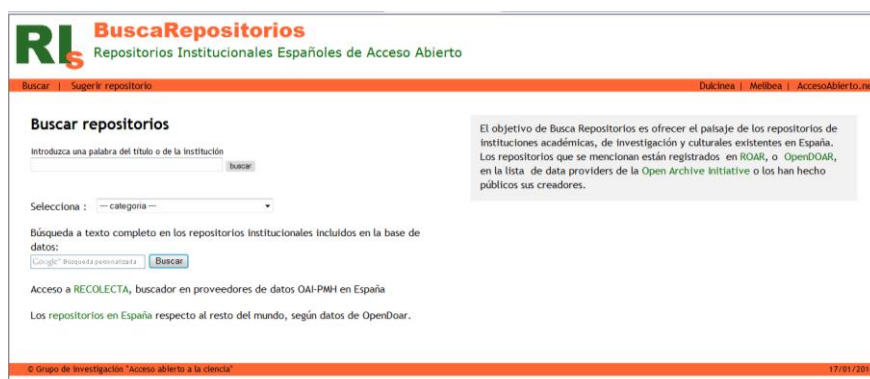 RIs
BuscaRepositorios
Repositorios Institucionales Españoles de Acceso Abierto
Buscar | Sugerir repositorio
Dulcinea | Melibea | AccesoAbierto.ne
Buscar repositorios
Introduzca una palabra del título o de la institución
buscar
Selecciona : --- categoria ---
Búsqueda a texto completo en los repositorios institucionales incluidos en la base de
datos:
Google™ Búsqueda personalizada Buscar
Acceso a RECOLECTA, buscador en proveedores de datos OAI-PMH en España
Los repositorios en España respecto al resto del mundo, según datos de OpenDoar.
El objetivo de Busca Repositorios es ofrecer el paisaje de los repositorios de
instituciones académicas, de investigación y culturales existentes en España.
Los repositorios que se mencionan están registrados en ROAR, o OpenDOAR,
en la lista de data providers de la Open Archive Initiative o los han hecho
públicos sus creadores.
© Grupo de investigación "Acceso abierto a la ciencia"
17/01/201